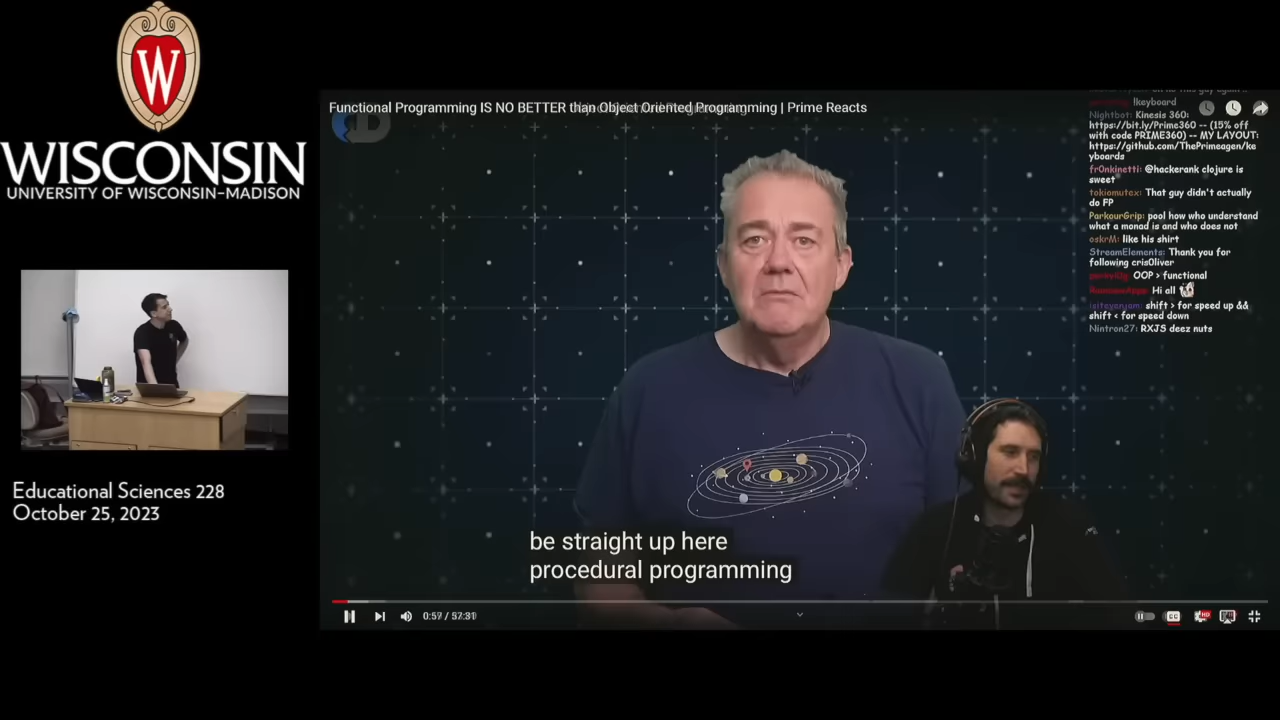 W
WISCONSIN
UNIVERSITY OF WISCONSIN–MADISON
Educational Sciences 228
October 25, 2023
Functional Programming IS NO BETTER than Object Oriented Programming | Prime Reacts
!keyboard
Nightbot: Kinesis 360:
https://bit.ly/Prime360 -- (15% off
with code PRIME360) -- MY LAYOUT:
https://github.com/ThePrimeagen/ke
yboards
fr0nkinetti: @hackerank clojure is
sweet
tokiomutex: That guy didn't actually
do FP
ParkourGrip: pool how who understand
what a monad is and who does not
oskrM: like his shirt
StreamElements: Thank you for
following cris0liver
OOP > functional
Hi all
shift > for speed up &&
shift < for speed down
Nintron27: RXJS deez nuts
be straight up here
procedural programming
0:57 / 57:31
CC
HD